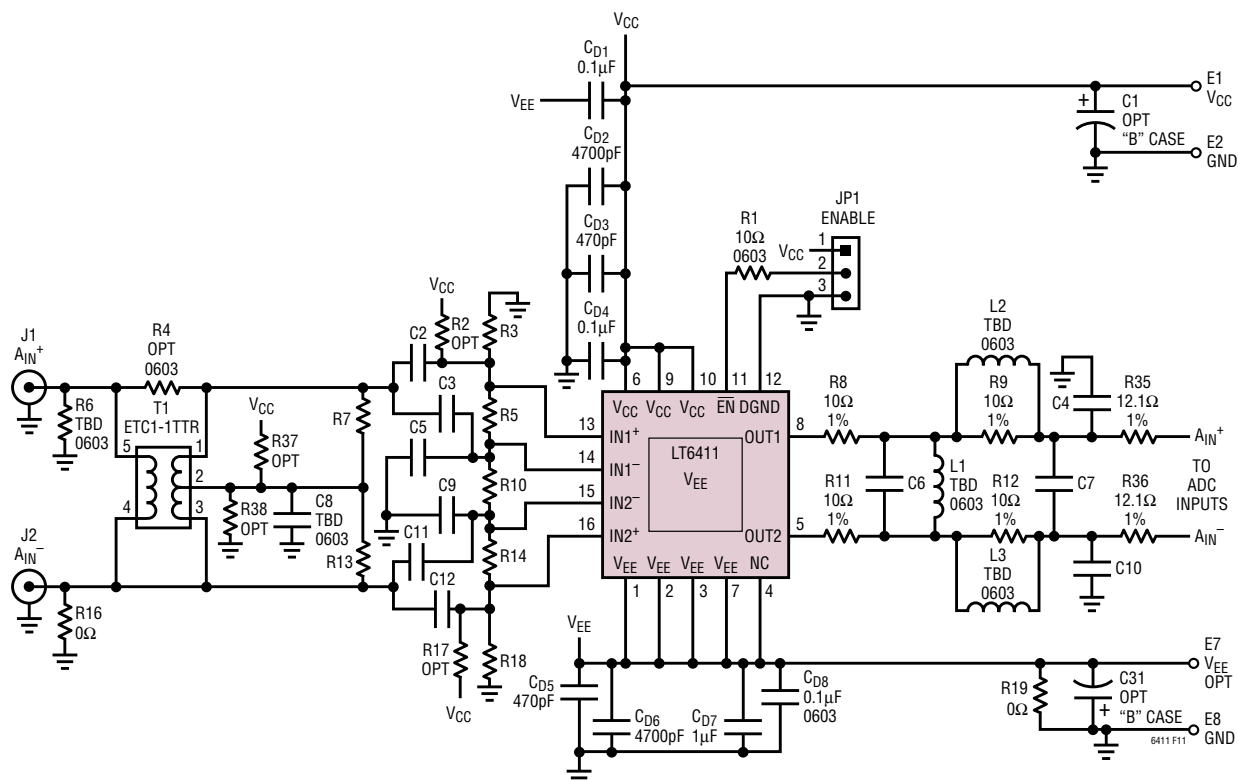 VCC
CD1
0.1µF
VEE
E1
VCC
+
C1
OPT
"B" CASE
E2
GND
CD2
4700pF
CD3
470pF
CD4
0.1µF
JP1
ENABLE
R1
10Ω
0603
VCC
1
2
3
J1
AIN+
R4
OPT
0603
T1
ETC1-1TTR
R6
TBD
0603
5
4
1
2
3
VCC
R37
OPT
R38
OPT
C8
TBD
0603
R7
R13
J2
AIN−
R16
0Ω
VCC
R2
OPT
R3
C2
C3
C5
C9
C11
C12
R5
R10
R14
R17
OPT
R18
VCC
6 9 10 11 12
VCC VCC VCC EN DGND
13 IN1+
14 IN1−
15 IN2−
16 IN2+
LT6411
VEE
OUT1 8
OUT2 5
VEE VEE VEE VEE NC
1 2 3 7 4
R8
10Ω
1%
R11
10Ω
1%
C6
L1
TBD
0603
L2
TBD
0603
R9
10Ω
1%
R12
10Ω
1%
L3
TBD
0603
C4
C7
C10
R35
12.1Ω
1%
R36
12.1Ω
1%
AIN+
TO
ADC
INPUTS
AIN−
VEE
CD5
470pF
CD6
4700pF
CD7
1µF
CD8
0.1µF
0603
R19
0Ω
C31
OPT
+
"B" CASE
E7
VEE
OPT
E8
GND
6411 F11